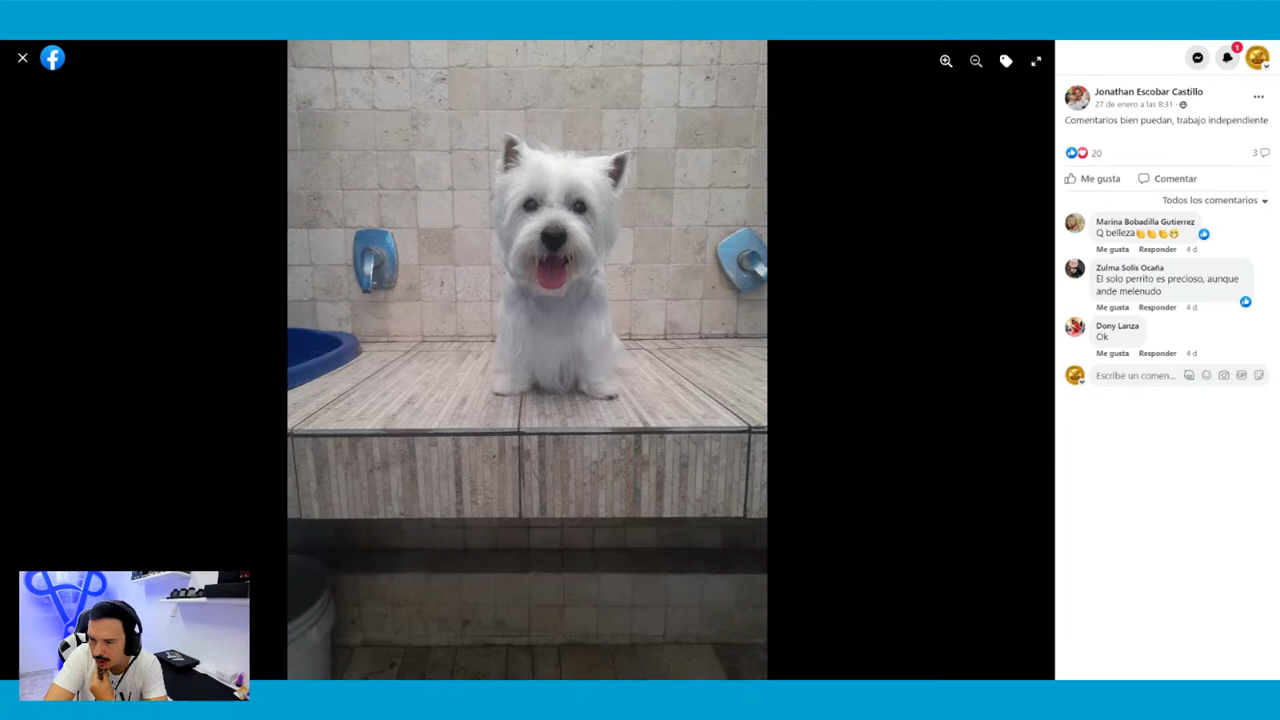 1
Jonathan Escobar Castillo
27 de enero a las 8:31 ·
Comentarios bien puedan, trabajo independiente
20
3
Me gusta
Comentar
Todos los comentarios
Marina Bobadilla Gutierrez
Q belleza
Me gusta Responder 4 d
Zulma Solís Ocaña
El solo perrito es precioso, aunque
ande melenudo
Me gusta Responder 4 d
Dony Lanza
Ok
Me gusta Responder 4 d
Escribe un comen...